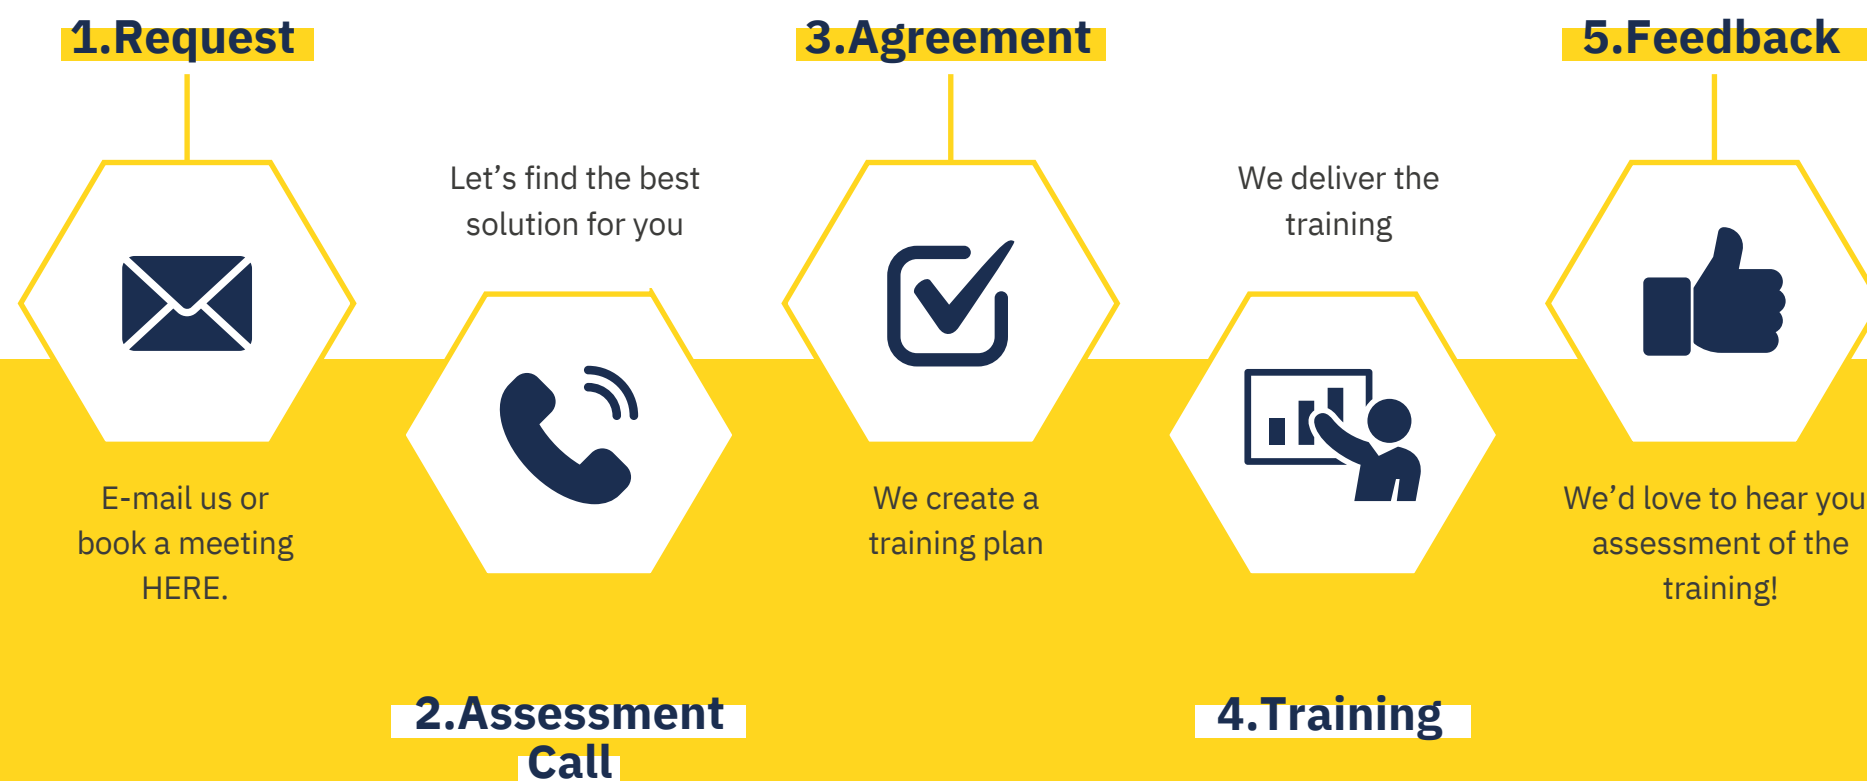 1.Request
E-mail us or
book a meeting
HERE.
Let's find the best
solution for you
2.Assessment
Call
3.Agreement
We create a
training plan
We deliver the
training
4.Training
5.Feedback
We'd love to hear you
assessment of the
training!